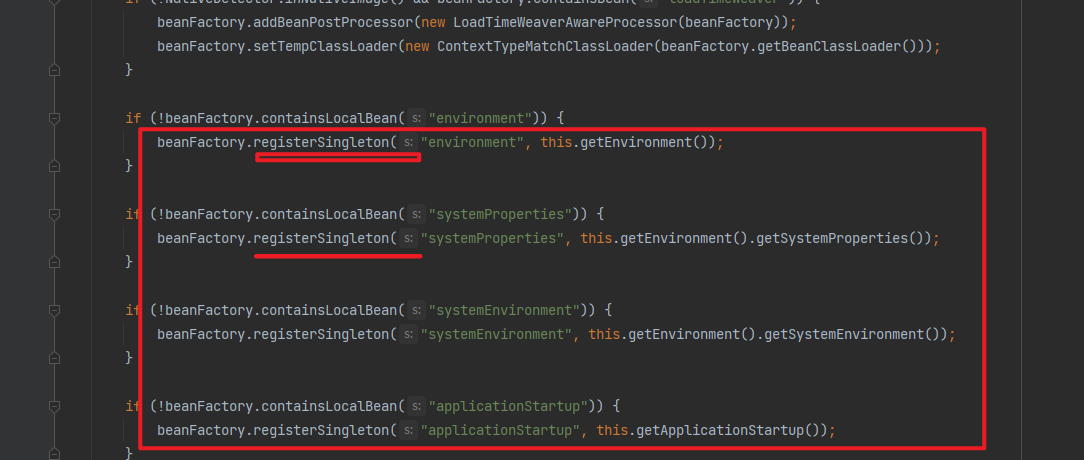 if (!NativeDetector.inNativeImage() && beanFactory.containsBean( s: "loadTimeWeaver")) {
beanFactory.addBeanPostProcessor(new LoadTimeWeaverAwareProcessor(beanFactory));
beanFactory.setTempClassLoader(new ContextTypeMatchClassLoader(beanFactory.getBeanClassLoader()));
}
if (!beanFactory.containsLocalBean( s: "environment")) {
beanFactory.registerSingleton( s: "environment", this.getEnvironment());
}
if (!beanFactory.containsLocalBean( s: "systemProperties")) {
beanFactory.registerSingleton( s: "systemProperties", this.getEnvironment().getSystemProperties());
}
if (!beanFactory.containsLocalBean( s: "systemEnvironment")) {
beanFactory.registerSingleton( s: "systemEnvironment", this.getEnvironment().getSystemEnvironment());
}
if (!beanFactory.containsLocalBean( s: "applicationStartup")) {
beanFactory.registerSingleton( s: "applicationStartup", this.getApplicationStartup());
}